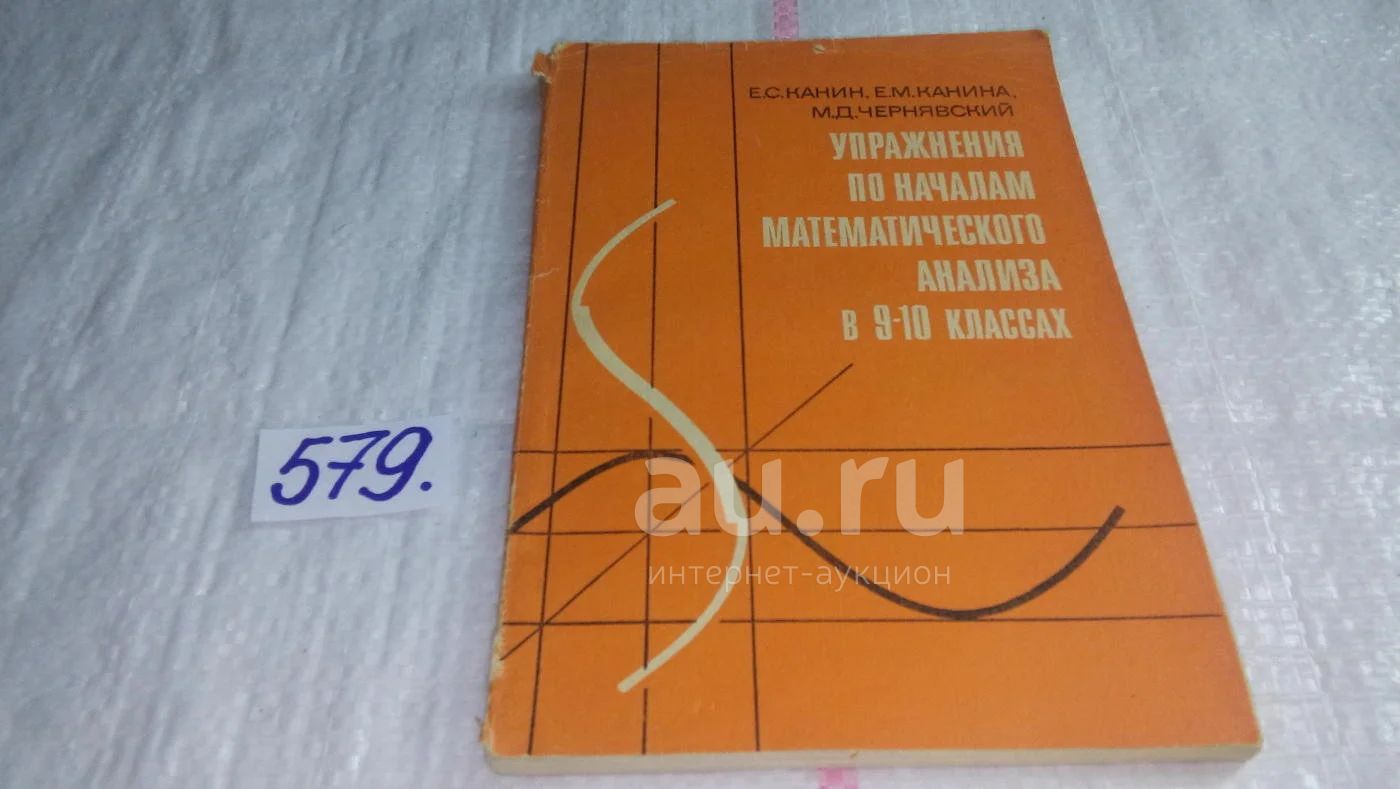 Е.С.КАНИН, Е.М.КАНИНА,
М.Д.ЧЕРНЯВСКИЙ
УПРАЖНЕНИЯ
ПО НАЧАЛАМ
МАТЕМАТИЧЕСКОГО
АНАЛИЗА
В 9-10 КЛАССАХ
579.
au.ru
интернет-аукцион